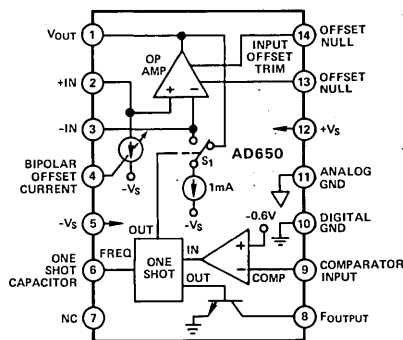 VOUT
1
OP
AMP
INPUT
OFFSET
TRIM
14
OFFSET
NULL
+IN
2
+
−
13
OFFSET
NULL
−IN
3
12
+VS
S1
AD650
BIPOLAR
OFFSET
CURRENT
4
−VS
1mA
11
ANALOG
GND
−VS
5
−VS
−0.6V
10
DIGITAL
GND
OUT
ONE
SHOT
CAPACITOR
6
FREQ
ONE
SHOT
IN
OUT
+
−
COMP
9
COMPARATOR
INPUT
NC
7
8
FOUTPUT